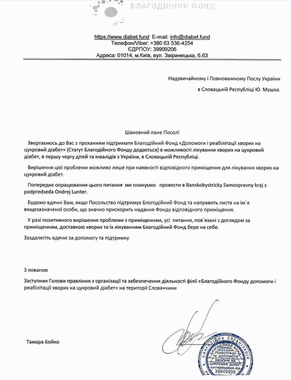 БЛАГОДІЙНИЙ ФОНД
www.diabet.fund E-mail: info@diabet.fund
Телефон/Viber: +380 63 536-4254
ЄДРПОУ: 39909206
Адреса: 01014, м.Київ, вул. Звіринецька, б.63
Надзвичайному і Повноважному Послу України
в Словацькій Республіці Ю. Мушка.
Шановний пане Посол!
Звертаємось до Вас з проханням підтримати Благодійний Фонд «Допомоги і реабілітації хворих на
цукровий діабет» (Статут Благодійного Фонду додається) в можливості лікування хворих на цукровий
діабет, в першу чергу дітей та інвалідів з України, в Словацькій Республіці.
Вирішення цієї проблеми можливо лише при наявності відповідного приміщення для лікування хворих на
цукровий діабет.
Попереднє опрацювання цього питання ми плануємо провести в Banskobystricky Samospravny kraj з
podpredseda Ondrej Lunter.
Будемо вдячні Вам, якщо Посольство підтримує Благодійний Фонд та направить листа на ім`я
вищезазначеної особи, що значно прискорить надання Фонду відповідного приміщення.
У разі позитивного вирішення проблеми з приміщенням, усі питання, пов`язані з доглядом за
приміщенням, доставкою хворих та їх лікуванням Благодійний Фонд бере на себе.
Заздалегідь вдячні за допомогу та підтримку
З повагою
Заступник Голови правління з організації та забезпечення діяльності філії «Благодійного Фонду допомоги і
реабілітації хворих на цукровий діабет» на території Словаччини
Тамара Бойко